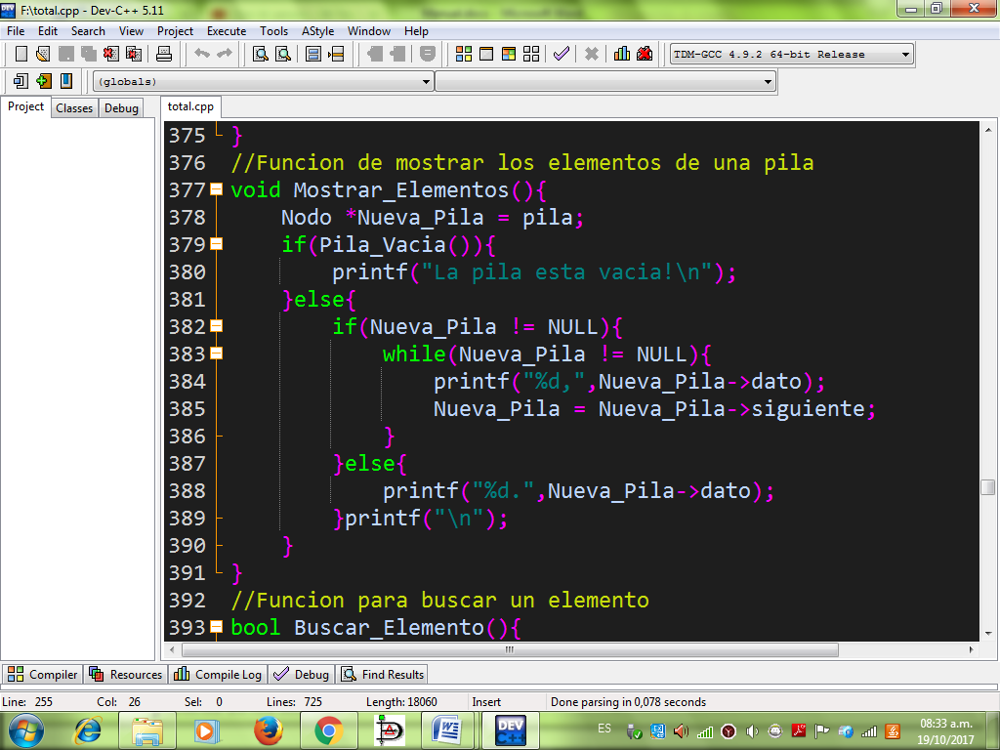 F:\total.cpp - Dev-C++ 5.11
File Edit Search View Project Execute Tools AStyle Window Help
TDM-GCC 4.9.2 64-bit Release
(globals)
Project Classes Debug total.cpp
375 }
376 //Funcion de mostrar los elementos de una pila
377 void Mostrar_Elementos(){
378 Nodo *Nueva_Pila = pila;
379 if(Pila_Vacia()){
380 printf("La pila esta vacia!\n");
381 }else{
382 if(Nueva_Pila != NULL){
383 while(Nueva_Pila != NULL){
384 printf("%d,",Nueva_Pila->dato);
385 Nueva_Pila = Nueva_Pila->siguiente;
386 }
387 }else{
388 printf("%d.",Nueva_Pila->dato);
389 }printf("\n");
390 }
391 }
392 //Funcion para buscar un elemento
393 bool Buscar_Elemento(){
Compiler Resources Compile Log Debug Find Results
Line: 255 Col: 26 Sel: 0 Lines: 725 Length: 18060 Insert Done parsing in 0,078 seconds
DEV C++ ES 08:33 a.m.
19/10/2017